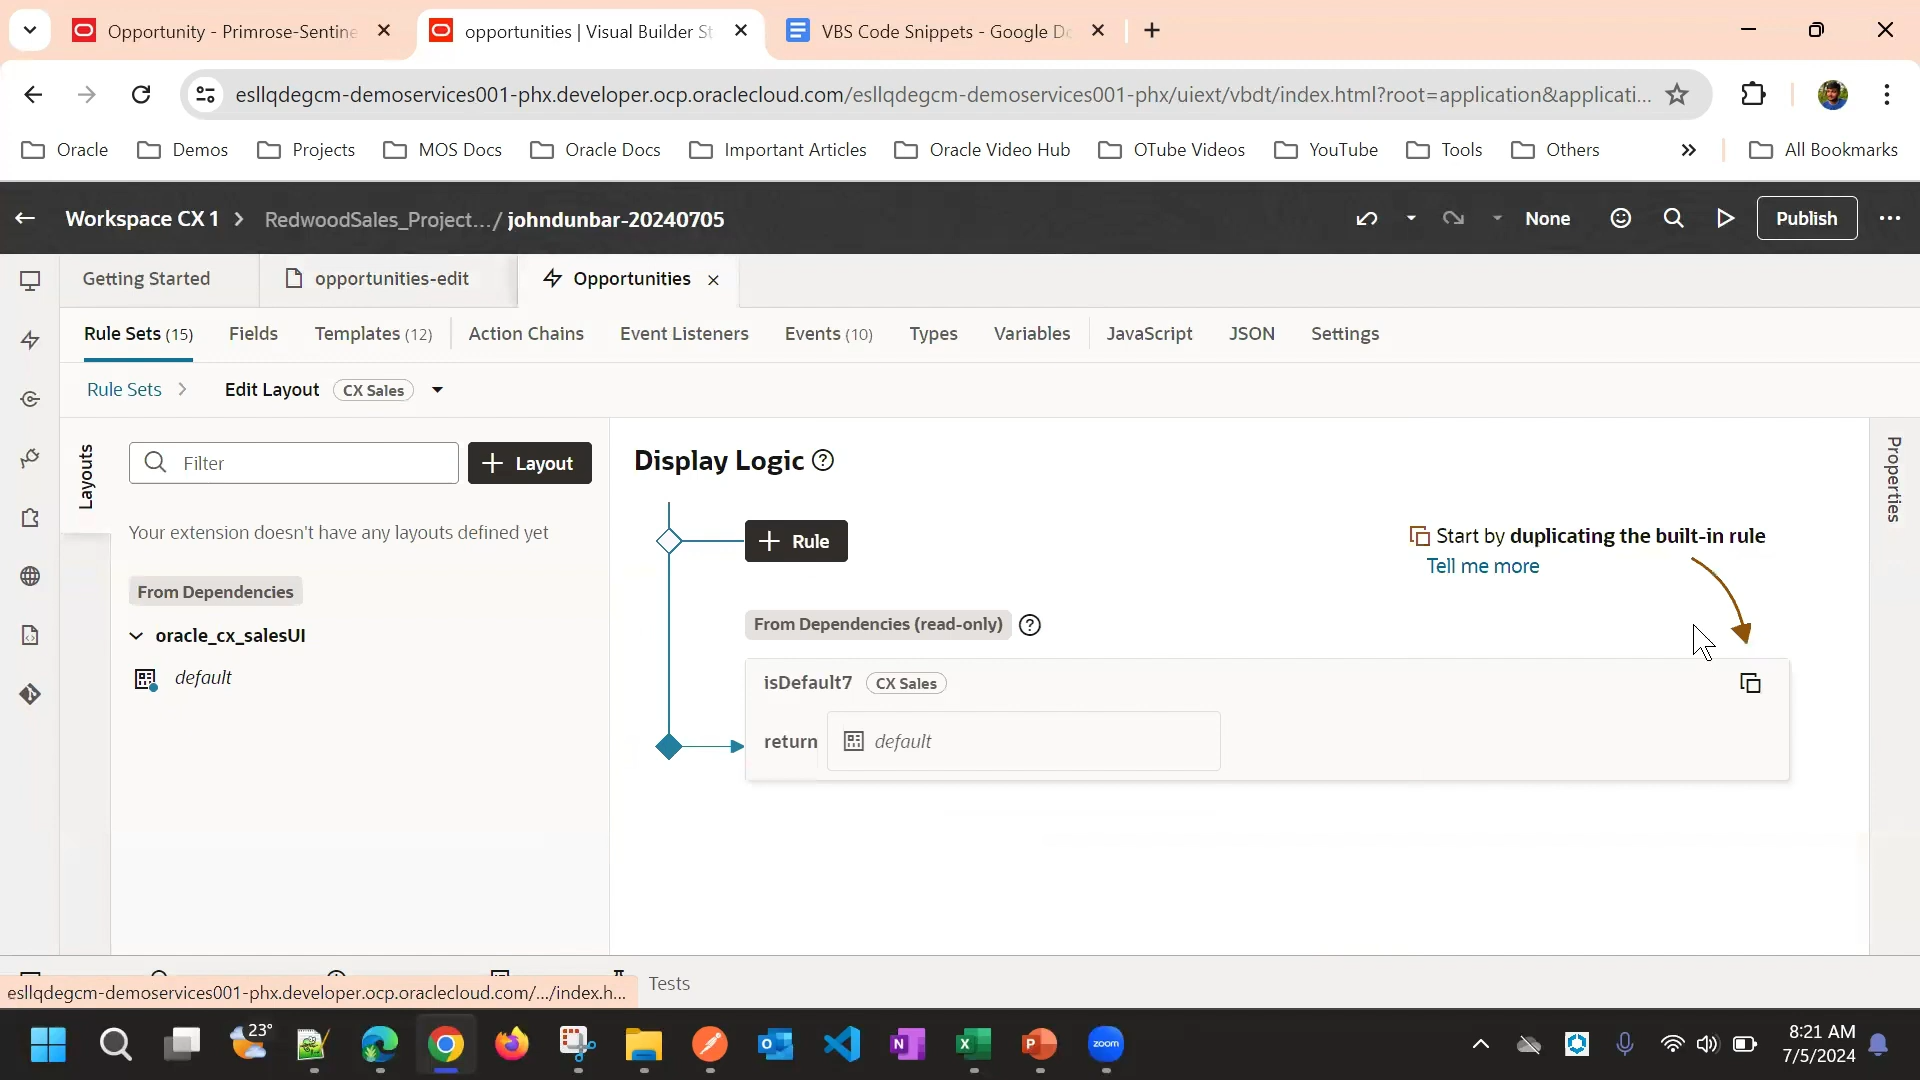 Opportunity - Primrose-Sentine
opportunities | Visual Builder St
VBS Code Snippets - Google Do
esllqdegcm-demoservices001-phx.developer.ocp.oraclecloud.com/esllqdegcm-demoservices001-phx/uiext/vbdt/index.html?root=application&applicati...
Oracle
Demos
Projects
MOS Docs
Oracle Docs
Important Articles
Oracle Video Hub
OTube Videos
YouTube
Tools
Others
All Bookmarks
Workspace CX 1 > RedwoodSales_Project.../ johndunbar-20240705
None
Publish
Getting Started
opportunities-edit
Opportunities
Rule Sets (15)
Fields
Templates (12)
Action Chains
Event Listeners
Events (10)
Types
Variables
JavaScript
JSON
Settings
Rule Sets
Edit Layout
CX Sales
Layouts
Filter
+ Layout
Your extension doesn't have any layouts defined yet
From Dependencies
oracle_cx_salesUI
default
Display Logic
+ Rule
Start by duplicating the built-in rule
Tell me more
From Dependencies (read-only)
isDefault7
CX Sales
return
default
Properties
Tests
esllqdegcm-demoservices001-phx.developer.ocp.oraclecloud.com/.../index.h...
23°
zoom
8:21 AM
7/5/2024